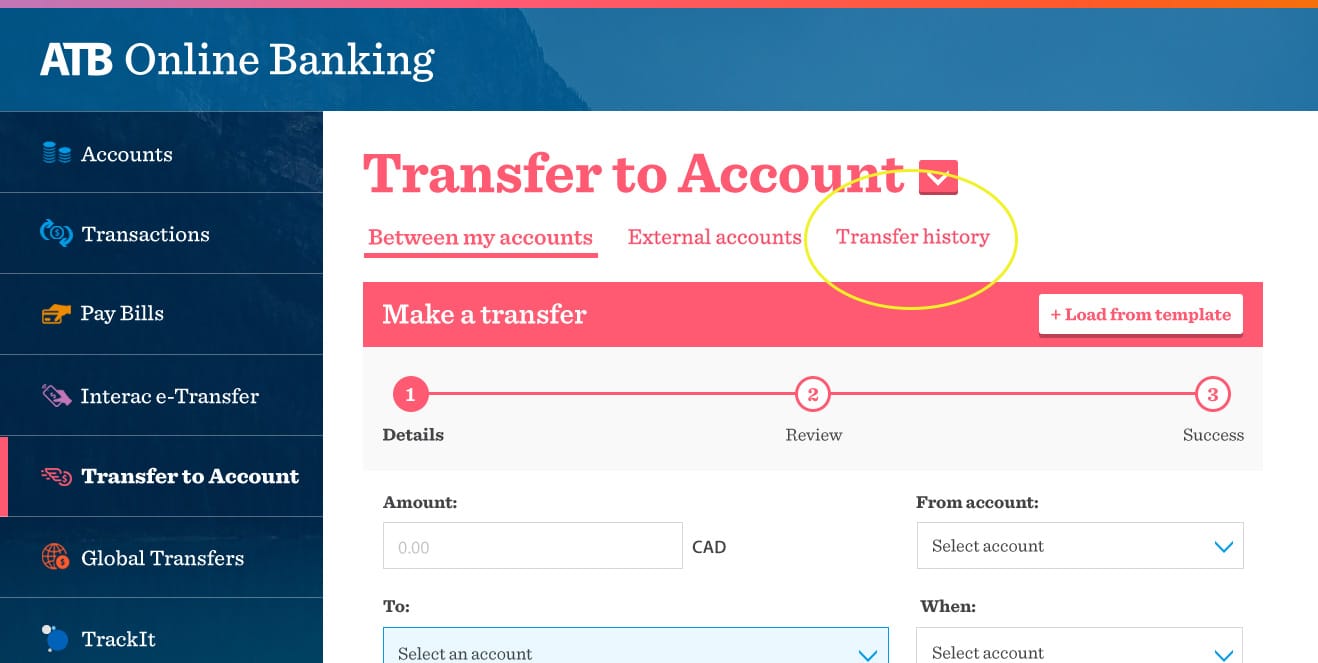 ATB Online Banking
Accounts
Transactions
Pay Bills
Interac e-Transfer
Transfer to Account
Global Transfers
TrackIt
Transfer to Account
Between my accounts External accounts Transfer history
Make a transfer + Load from template
1 2 3
Details Review Success
Amount: From account:
0.00 CAD Select account
To: When:
Select an account Select account